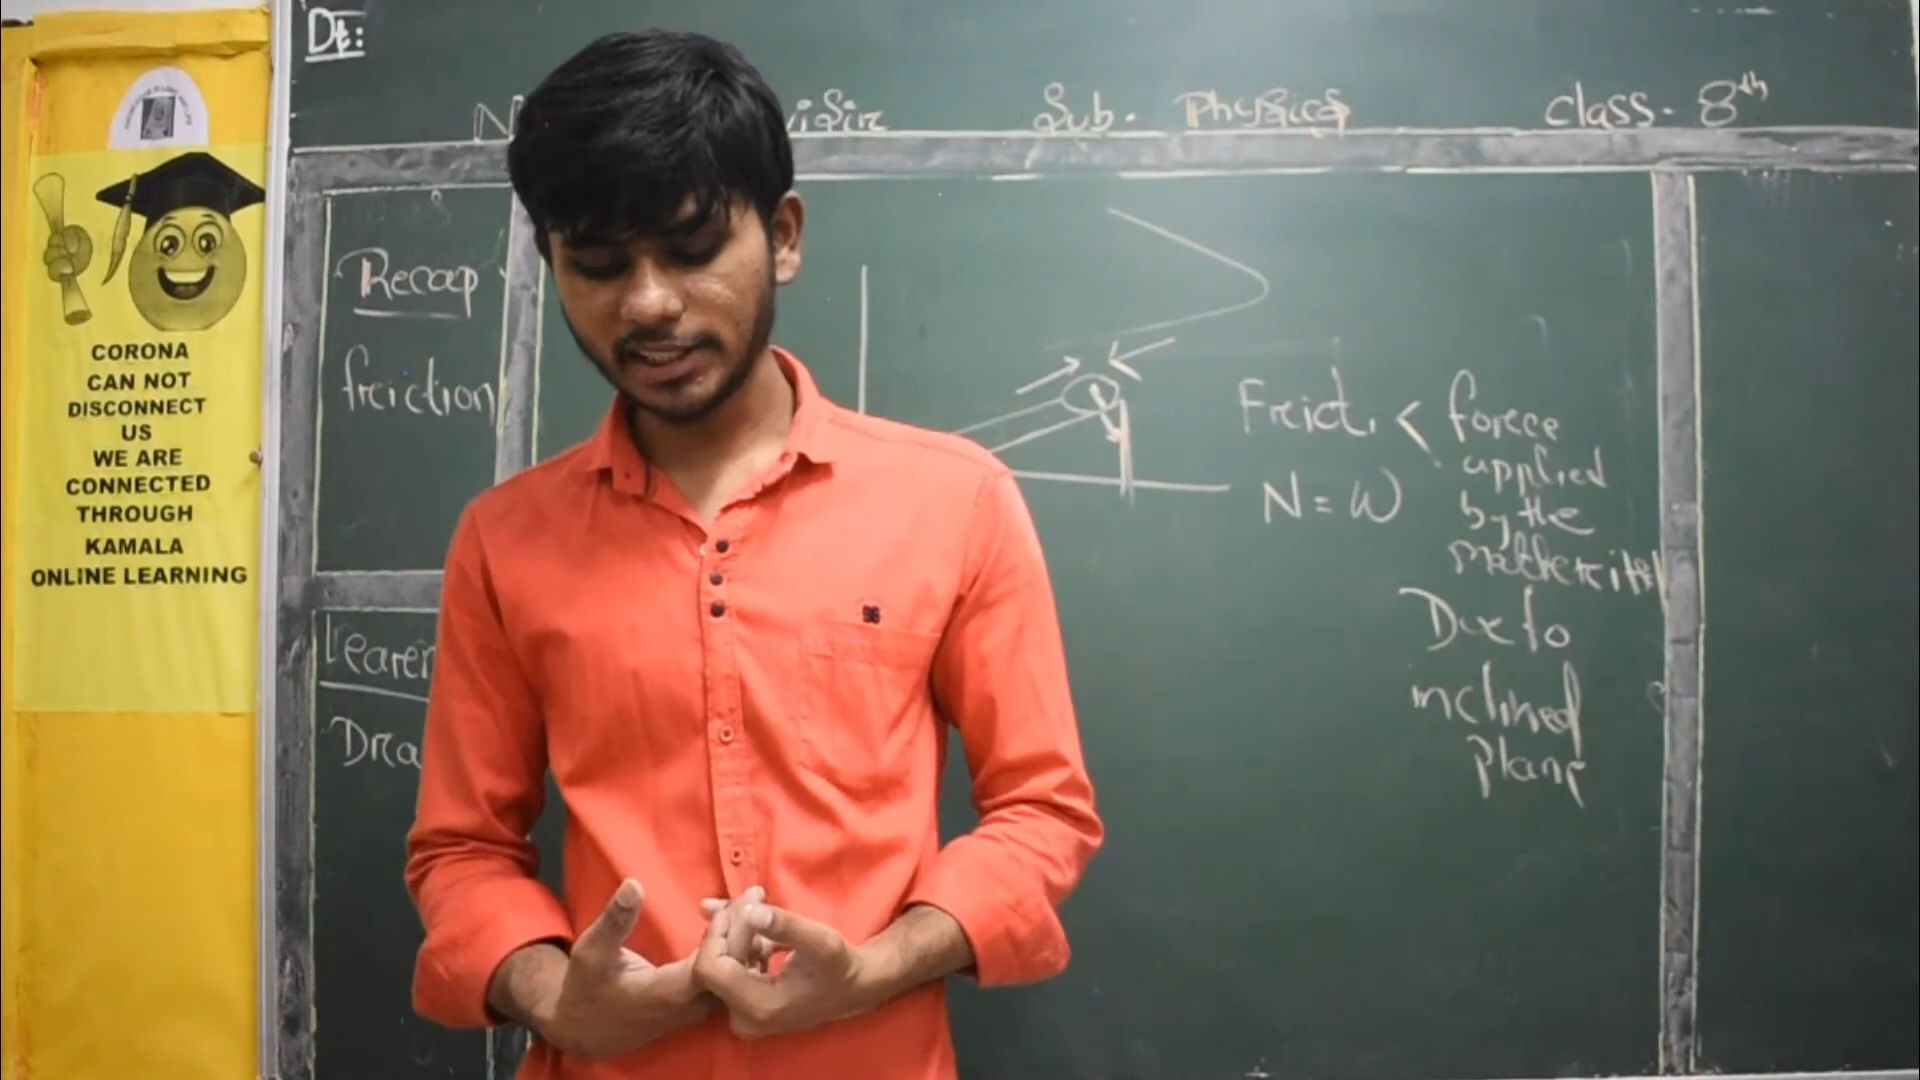 Dt:
Sub. Physics
Class. 8th
Recap
friction
Frict. < force
applied
by the
N = W
Due to
inclined
Plane
CORONA
CAN NOT
DISCONNECT
US
WE ARE
CONNECTED
THROUGH
KAMALA
ONLINE LEARNING